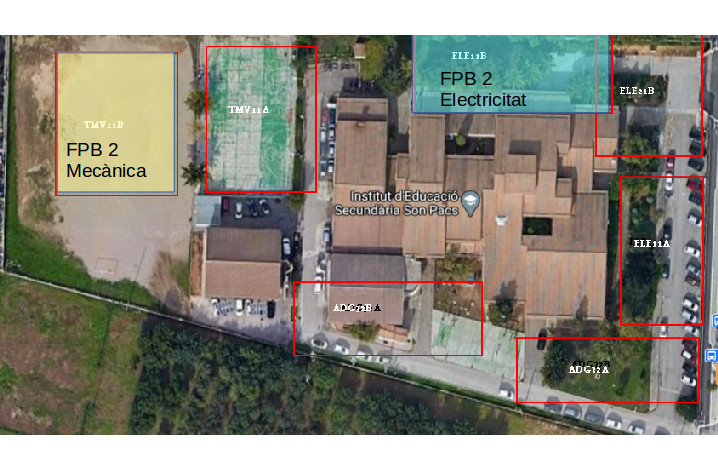 ELE11B
FPB 2
Electricitat
ELE21B
TMV11A
TMV11B
FPB 2
Mecànica
Institut d'Educació
Secundària Son Pacs
ELE11A
ADG12A